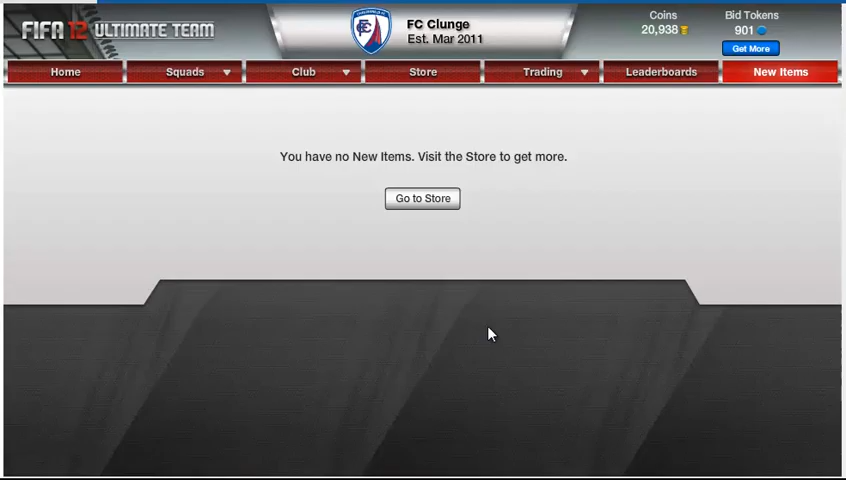 FIFA 12 ULTIMATE TEAM
FC Clunge
Est. Mar 2011
Coins
20,938
Bid Tokens
901
Get More
Home
Squads
Club
Store
Trading
Leaderboards
New Items
You have no New Items. Visit the Store to get more.
Go to Store